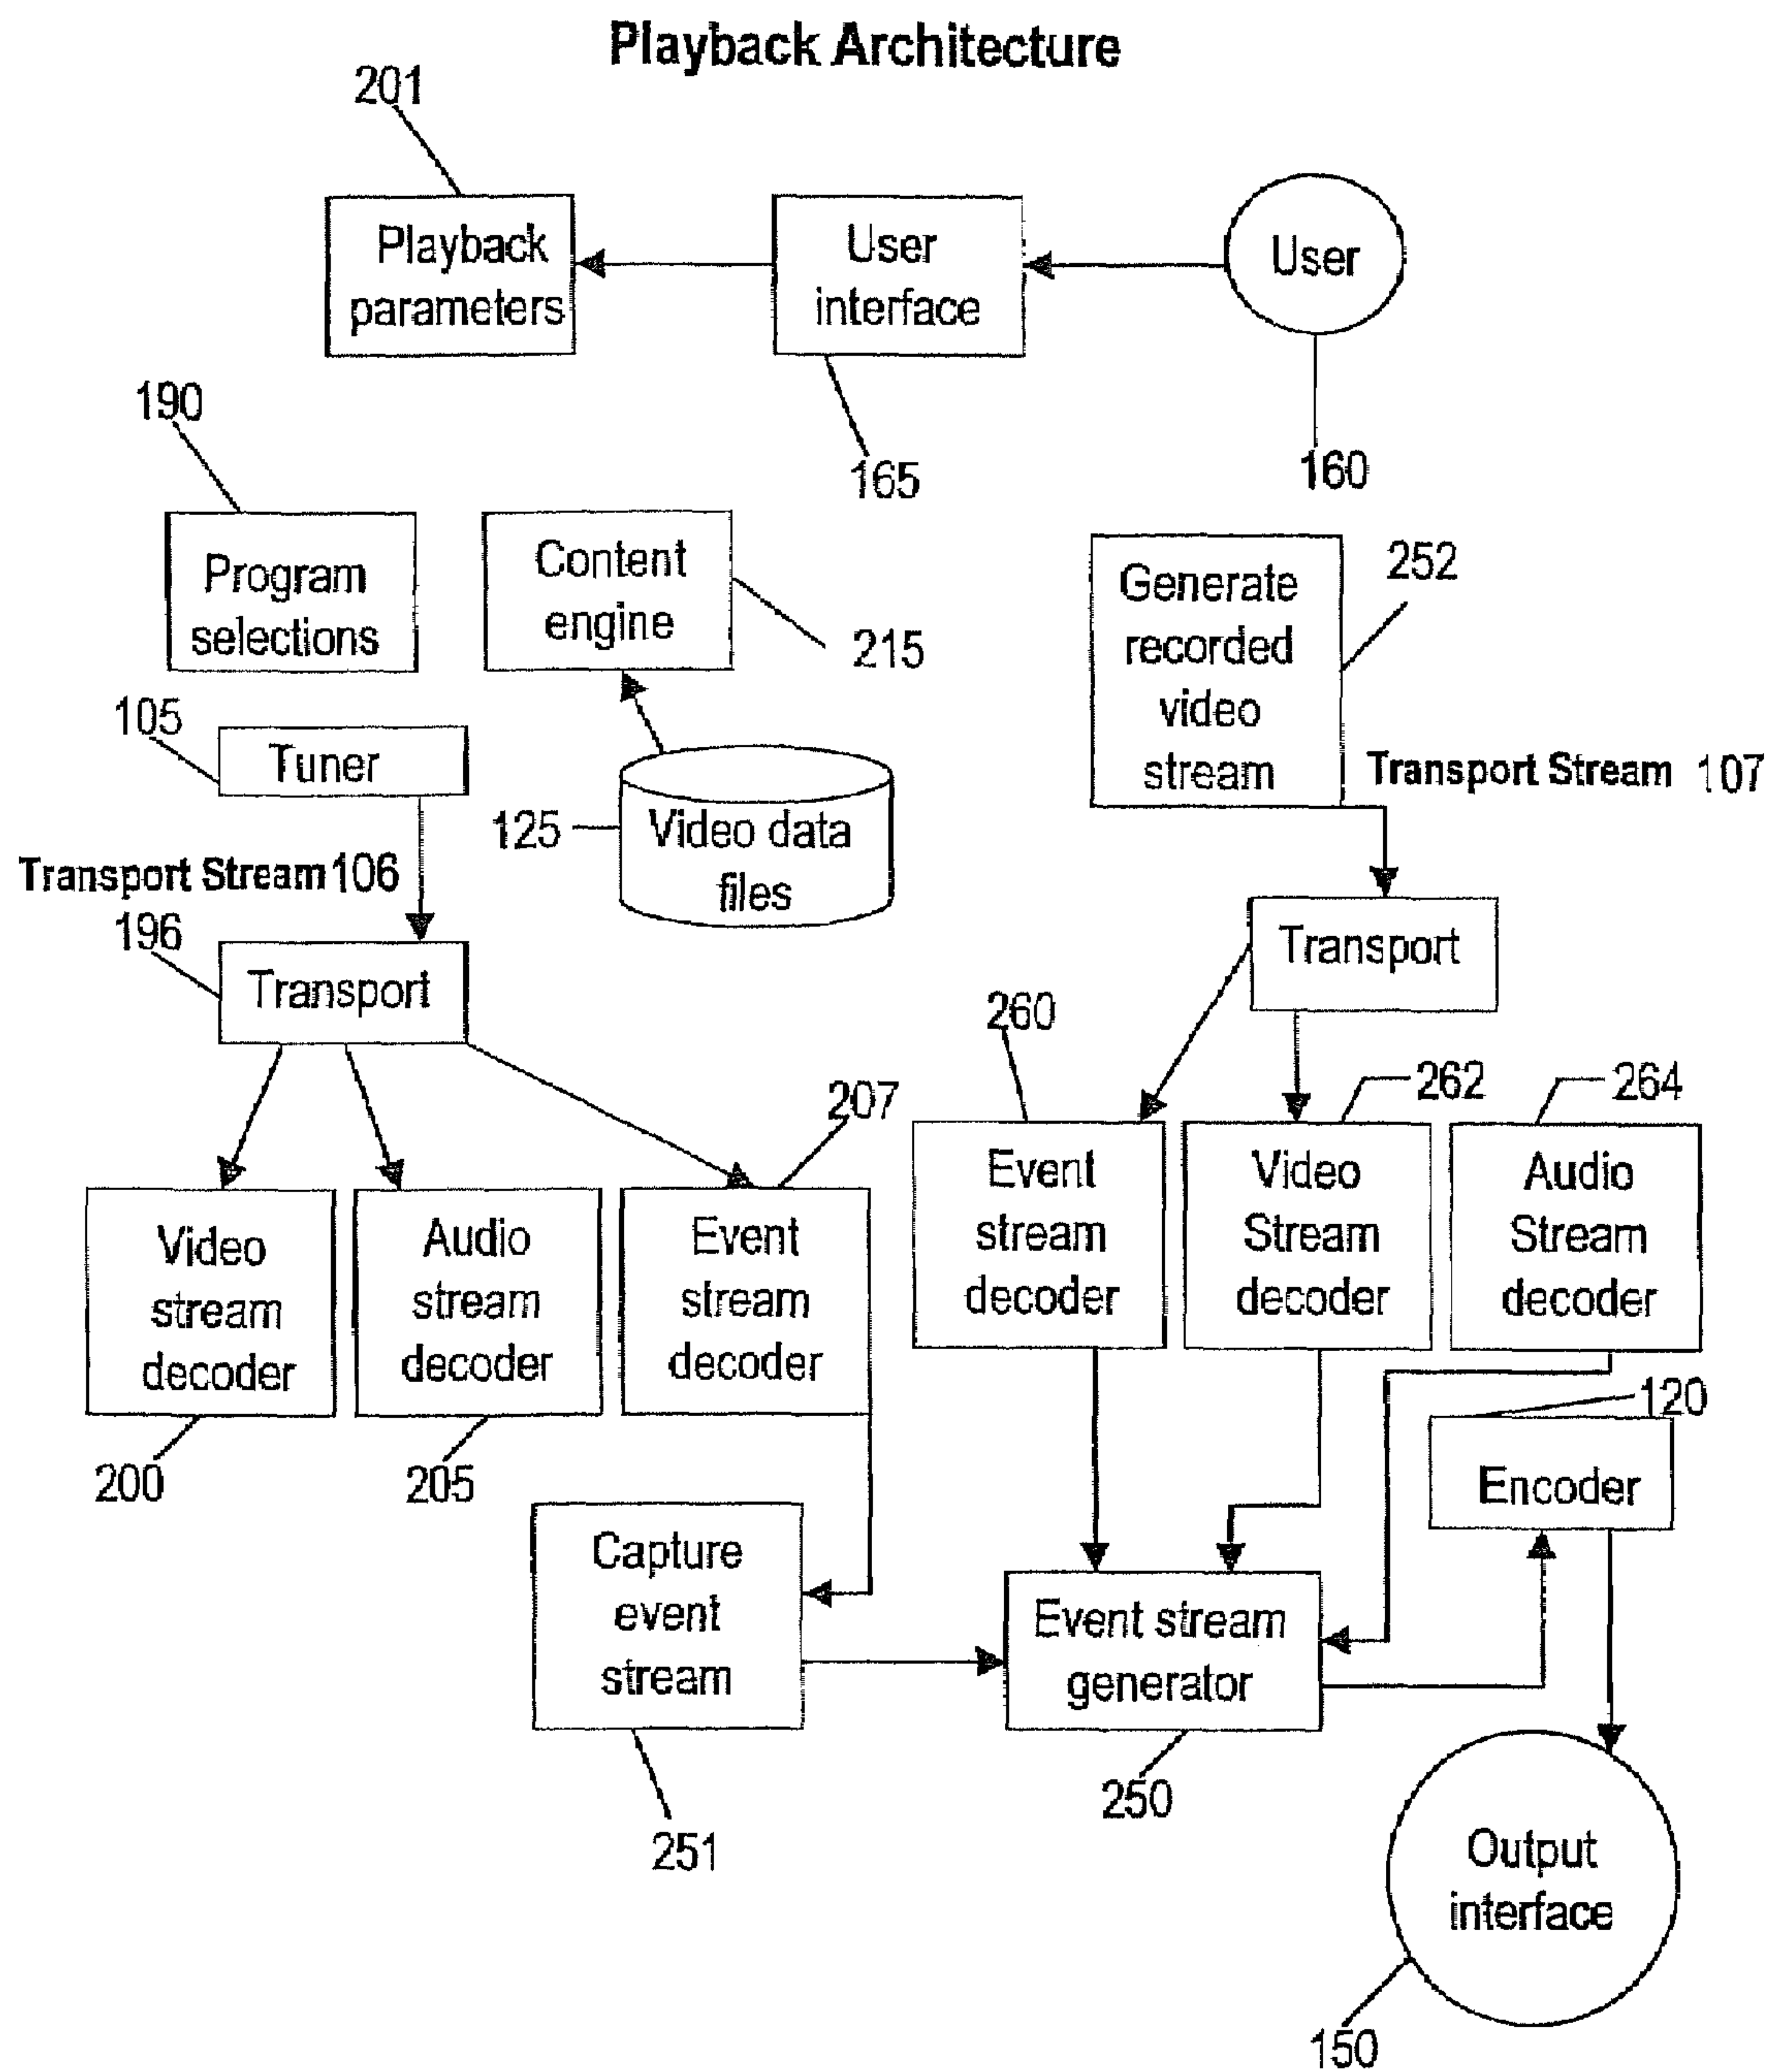 Playback Architecture
201
Playback
parameters
User
interface
User
190
165
160
Program
selections
Content
engine
215
Generate
recorded
video
stream
252
105
Tuner
125
Video data
files
Transport Stream 107
Transport Stream 106
196
Transport
Transport
260
207
262
264
Video
stream
decoder
Audio
stream
decoder
Event
stream
decoder
Event
stream
decoder
Video
Stream
decoder
Audio
Stream
decoder
200
205
120
Encoder
Capture
event
stream
Event stream
generator
251
250
Output
interface
150